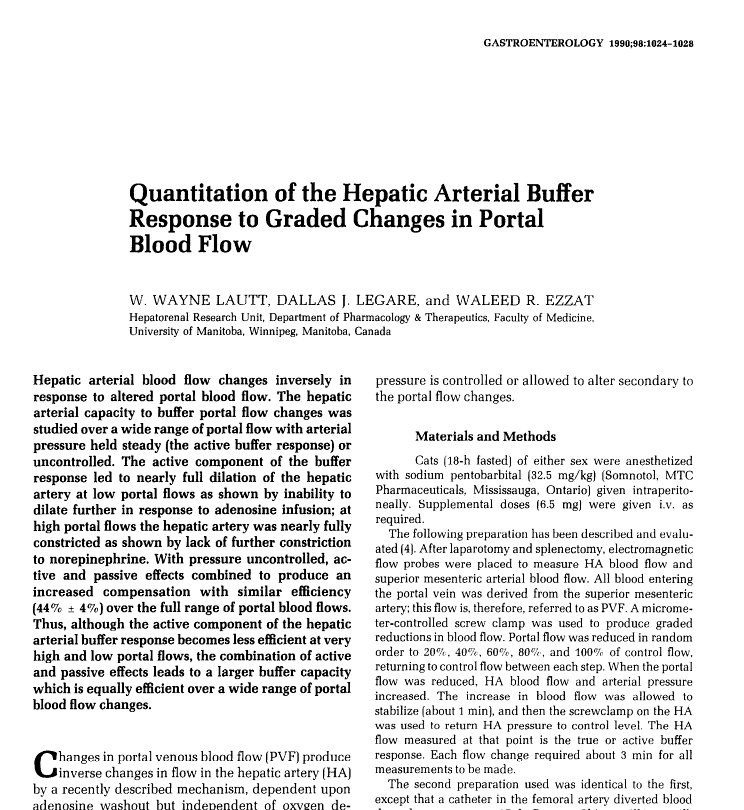 GASTROENTEROLOGY 1990;98:1024–1028
Quantitation of the Hepatic Arterial Buffer
Response to Graded Changes in Portal
Blood Flow
W. WAYNE LAUTT, DALLAS J. LEGARE, and WALEED R. EZZAT
Hepatorenal Research Unit, Department of Pharmacology & Therapeutics, Faculty of Medicine,
University of Manitoba, Winnipeg, Manitoba, Canada
Hepatic arterial blood flow changes inversely in
response to altered portal blood flow. The hepatic
arterial capacity to buffer portal flow changes was
studied over a wide range of portal flow with arterial
pressure held steady (the active buffer response) or
uncontrolled. The active component of the buffer
response led to nearly full dilation of the hepatic
artery at low portal flows as shown by inability to
dilate further in response to adenosine infusion; at
high portal flows the hepatic artery was nearly fully
constricted as shown by lack of further constriction
to norepinephrine. With pressure uncontrolled, ac-
tive and passive effects combined to produce an
increased compensation with similar efficiency
(44% ± 4%) over the full range of portal blood flows.
Thus, although the active component of the hepatic
arterial buffer response becomes less efficient at very
high and low portal flows, the combination of active
and passive effects leads to a larger buffer capacity
which is equally efficient over a wide range of portal
blood flow changes.
Changes in portal venous blood flow (PVF) produce
inverse changes in flow in the hepatic artery (HA)
by a recently described mechanism, dependent upon
adenosine washout but independent of oxygen de-
pressure is controlled or allowed to alter secondary to
the portal flow changes.
Materials and Methods
Cats (18-h fasted) of either sex were anesthetized
with sodium pentobarbital (32.5 mg/kg) (Somnotol, MTC
Pharmaceuticals, Mississauga, Ontario) given intraperito-
neally. Supplemental doses (6.5 mg) were given i.v. as
required.
The following preparation has been described and evalu-
ated (4). After laparotomy and splenectomy, electromagnetic
flow probes were placed to measure HA blood flow and
superior mesenteric arterial blood flow. All blood entering
the portal vein was derived from the superior mesenteric
artery; this flow is, therefore, referred to as PVF. A microme-
ter-controlled screw clamp was used to produce graded
reductions in blood flow. Portal flow was reduced in random
order to 20%, 40%, 60%, 80%, and 100% of control flow,
returning to control flow between each step. When the portal
flow was reduced, HA blood flow and arterial pressure
increased. The increase in blood flow was allowed to
stabilize (about 1 min), and then the screwclamp on the HA
was used to return HA pressure to control level. The HA
flow measured at that point is the true or active buffer
response. Each flow change required about 3 min for all
measurements to be made.
The second preparation used was identical to the first,
except that a catheter in the femoral artery diverted blood